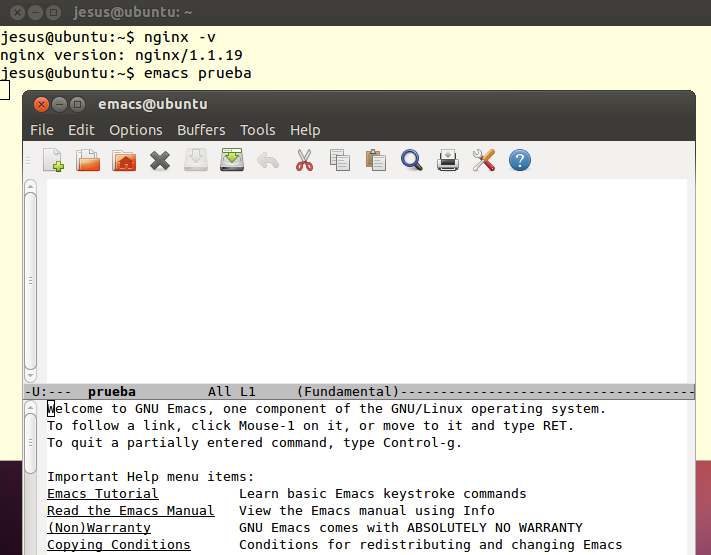 jesus@ubuntu: ~
jesus@ubuntu:~$ nginx -v
nginx version: nginx/1.1.19
jesus@ubuntu:~$ emacs prueba
emacs@ubuntu
File Edit Options Buffers Tools Help
-U:--- prueba All L1 (Fundamental)-------------------------------------
Welcome to GNU Emacs, one component of the GNU/Linux operating system.
To follow a link, click Mouse-1 on it, or move to it and type RET.
To quit a partially entered command, type Control-g.
Important Help menu items:
Emacs Tutorial Learn basic Emacs keystroke commands
Read the Emacs Manual View the Emacs manual using Info
(Non)Warranty GNU Emacs comes with ABSOLUTELY NO WARRANTY
Copying Conditions Conditions for redistributing and changing Emacs